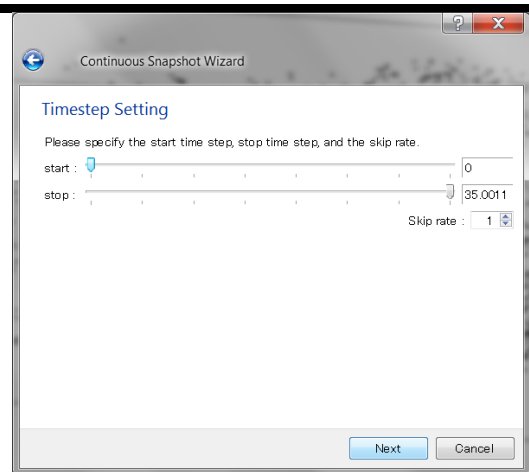 Continuous Snapshot Wizard
Timestep Setting
Please specify the start time step, stop time step, and the skip rate.
start : 0
stop : 35.0011
Skip rate : 1
Next Cancel